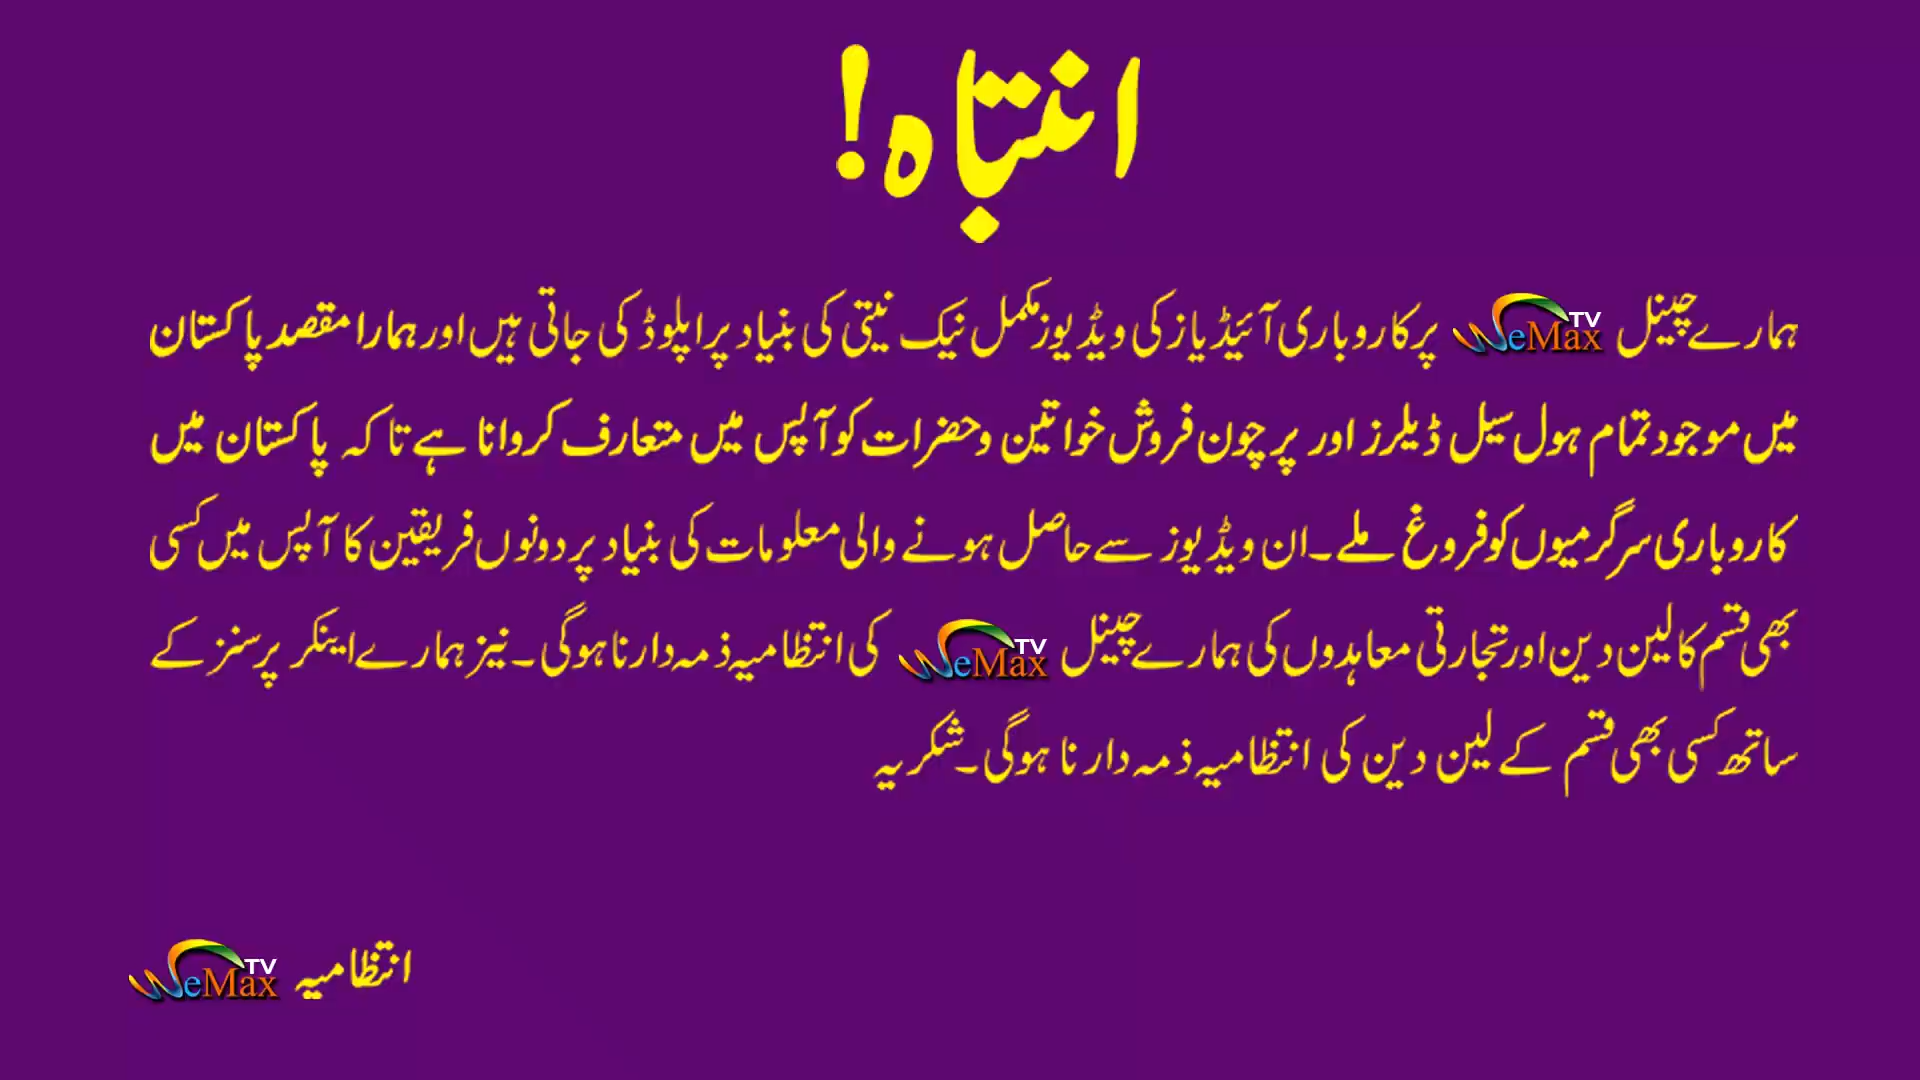 انتباہ!
ہمارے چینل WeMax TV پر کاروباری آئیڈیاز کی ویڈیوز مکمل نیک نیتی کی بنیاد پر اپلوڈ کی جاتی ہیں اور ہمارا مقصد پاکستان
میں موجود تمام ہول سیل ڈیلرز اور پرچون فروش خواتین و حضرات کو آپس میں متعارف کروانا ہے تاکہ پاکستان میں
کاروباری سرگرمیوں کو فروغ ملے۔ ان ویڈیوز سے حاصل ہونے والی معلومات کی بنیاد پر دونوں فریقین کا آپس میں کسی
بھی قسم کا لین دین اور تجارتی معاہدوں کی ہمارے چینل WeMax TV کی انتظامیہ ذمہ دار نا ہوگی۔ نیز ہمارے اینکر پرسنز کے
ساتھ کسی بھی قسم کے لین دین کی انتظامیہ ذمہ دار نا ہوگی۔ شکریہ
انتظامیہ WeMax TV